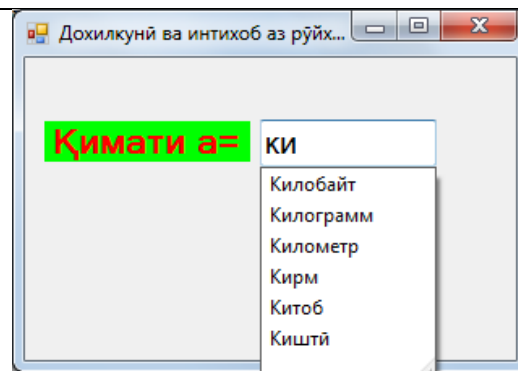 Дохилкунӣ ва интихоб аз рӯйх...
Қимати а= ки
Килобайт
Килограмм
Километр
Кирм
Китоб
Киштӣ